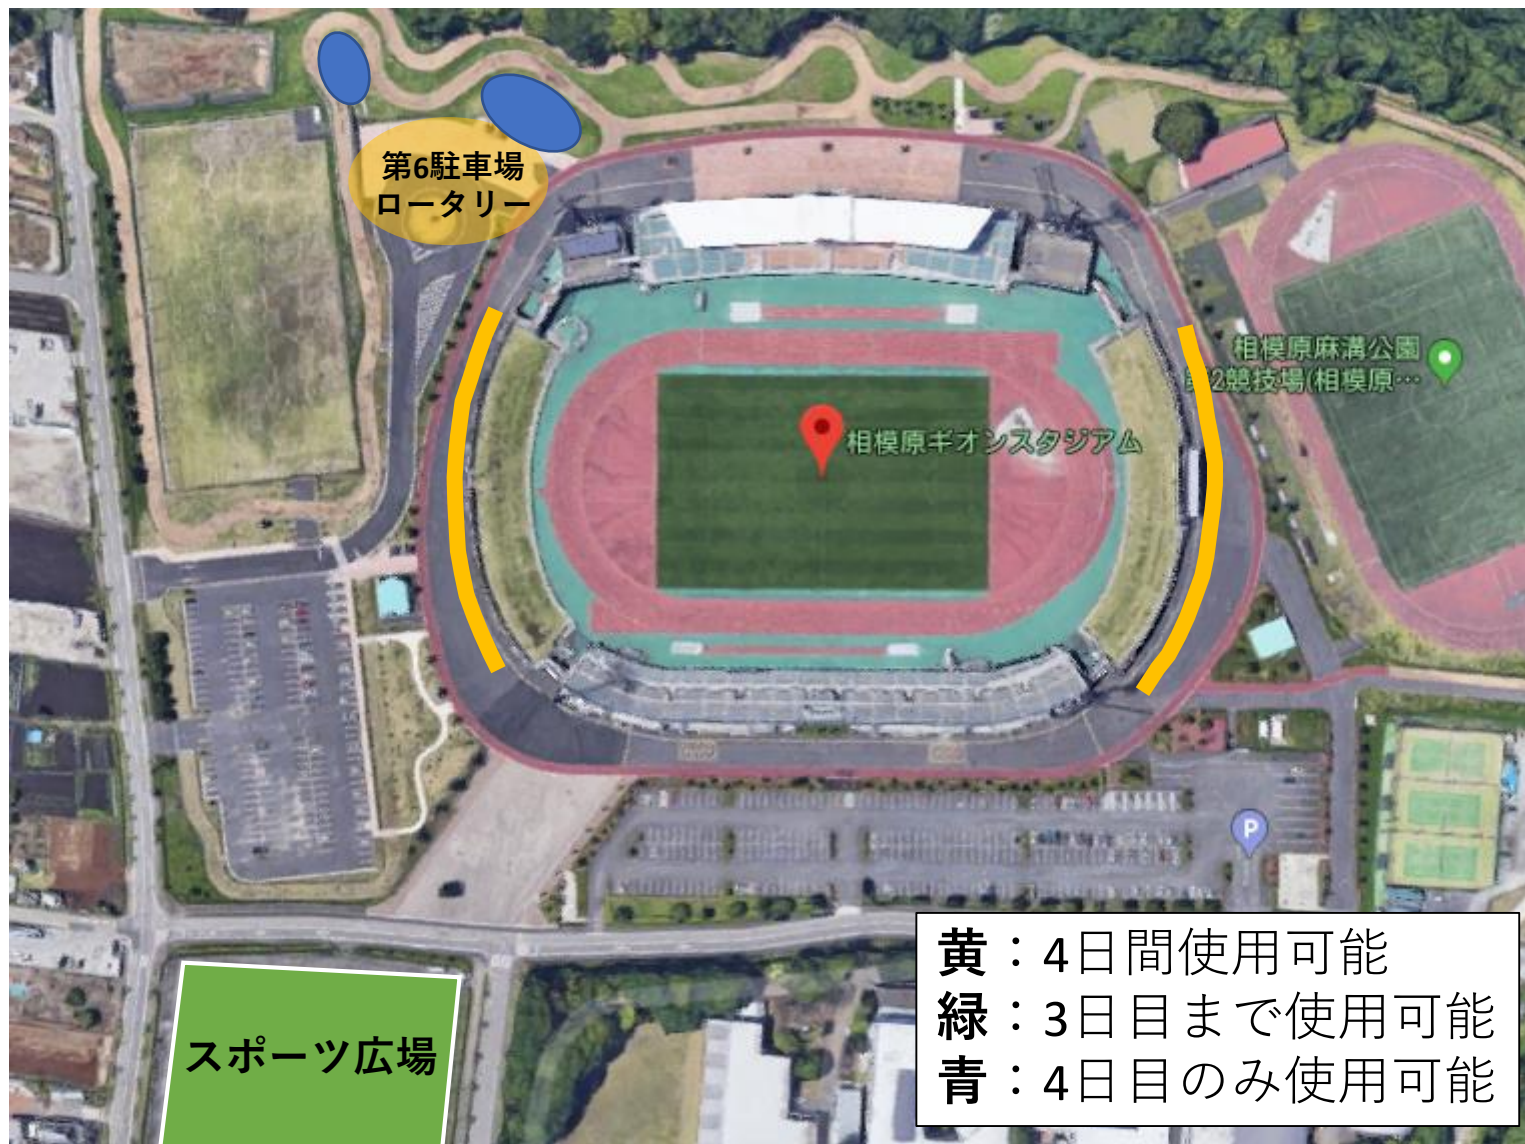 第6駐車場
ロータリー
相模原麻溝公園
2競技場(相模原…
相模原ギオンスタジアム
P
黄：4日間使用可能
緑：3日目まで使用可能
青：4日目のみ使用可能
スポーツ広場